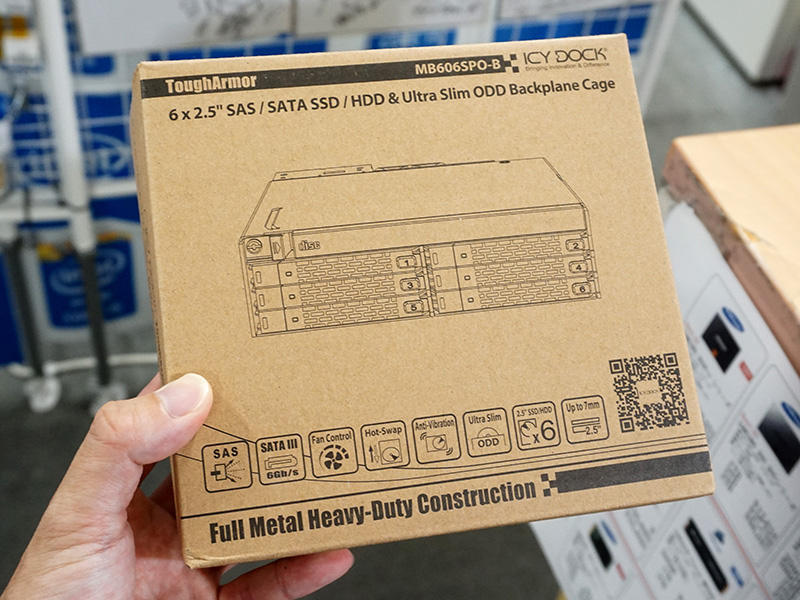 ToughArmor
MB606SPO-B
ICY DOCK
Bringing Innovation & Difference
6 x 2.5" SAS / SATA SSD / HDD & Ultra Slim ODD Backplane Cage
disc
1
2
3
4
5
6
SAS
SATA III
6Gb/s
Fan Control
Hot-Swap
Anti-Vibration
Ultra Slim
ODD
2.5" SSD/HDD
x6
Up to 7mm
2.5"
ICY DOCK
Full Metal Heavy-Duty Construction